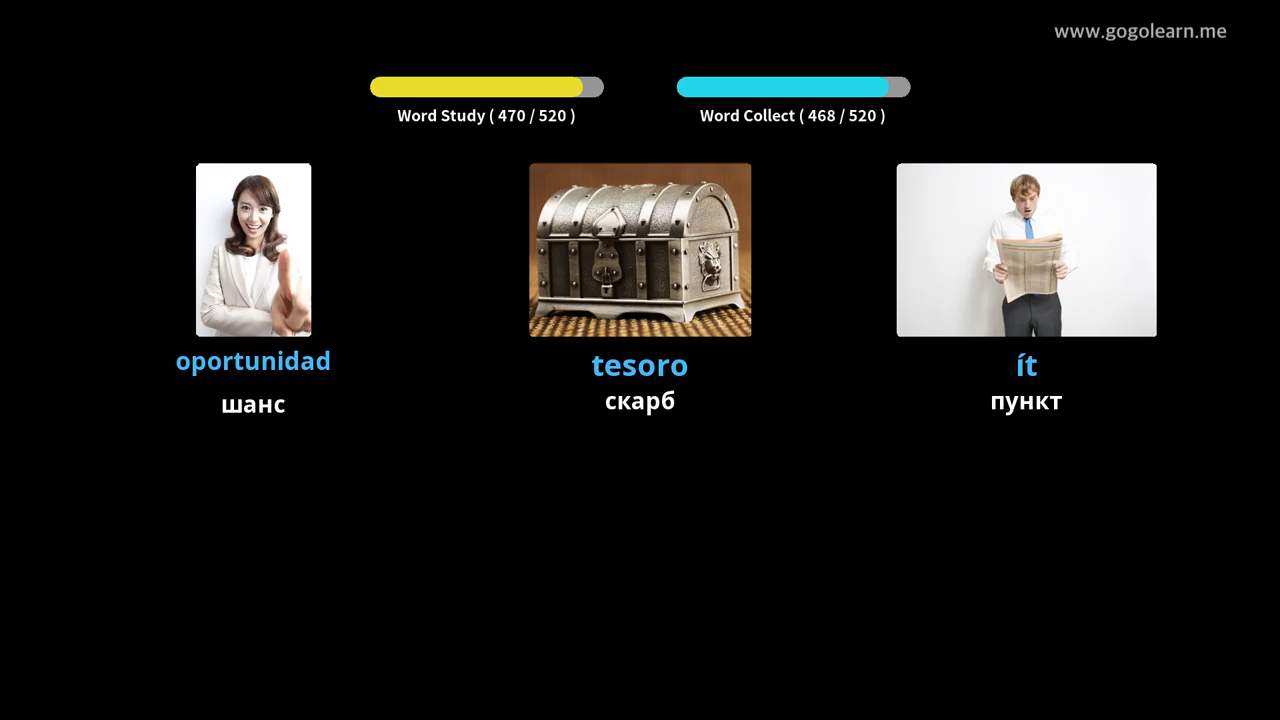 www.gogolearn.me
Word Study ( 470 / 520 )
Word Collect ( 468 / 520 )
oportunidad
шанс
tesoro
скарб
ít
пункт